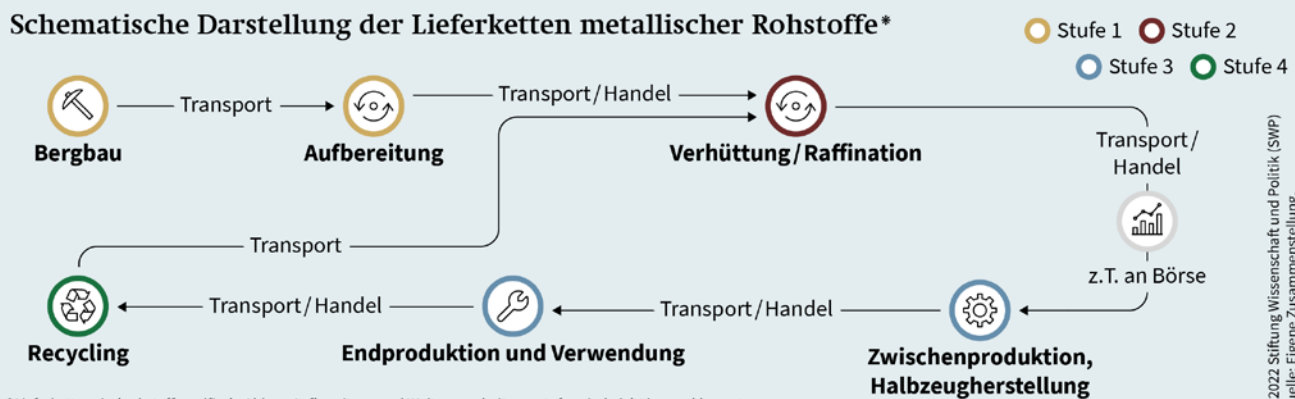 Schematische Darstellung der Lieferketten metallischer Rohstoffe*
Stufe 1
Stufe 2
Stufe 3
Stufe 4
Bergbau
Transport
Aufbereitung
Transport/Handel
Verhüttung/Raffination
Transport/
Handel
z.T. an Börse
Zwischenproduktion,
Halbzeugherstellung
Transport/Handel
Endproduktion und Verwendung
Transport/Handel
Recycling
Transport
2022 Stiftung Wissenschaft und Politik (SWP)
Eigene Zusammenstellung.